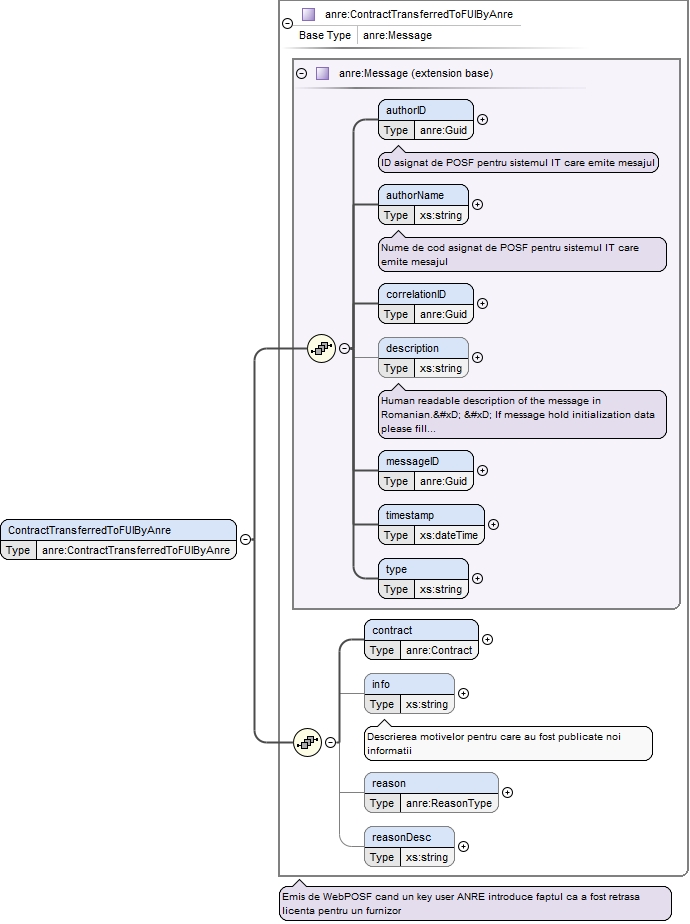 anre:ContractTransferredToFUIByAnre
Base Type anre:Message
anre:Message (extension base)
authorID
Type anre:Guid
ID asignat de POSF pentru sistemul IT care emite mesajul
authorName
Type xs:string
Nume de cod asignat de POSF pentru sistemul IT care
emite mesajul
correlationID
Type anre:Guid
description
Type xs:string
Human readable description of the message in
Romanian.&#xD; &#xD; If message hold initialization data
please fill...
messageID
Type anre:Guid
timestamp
Type xs:dateTime
type
Type xs:string
ContractTransferredToFUIByAnre
Type anre:ContractTransferredToFUIByAnre
contract
Type anre:Contract
info
Type xs:string
Descrierea motivelor pentru care au fost publicate noi
informatii
reason
Type anre:ReasonType
reasonDesc
Type xs:string
Emis de WebPOSF cand un key user ANRE introduce faptul ca a fost retrasa
licenta pentru un furnizor